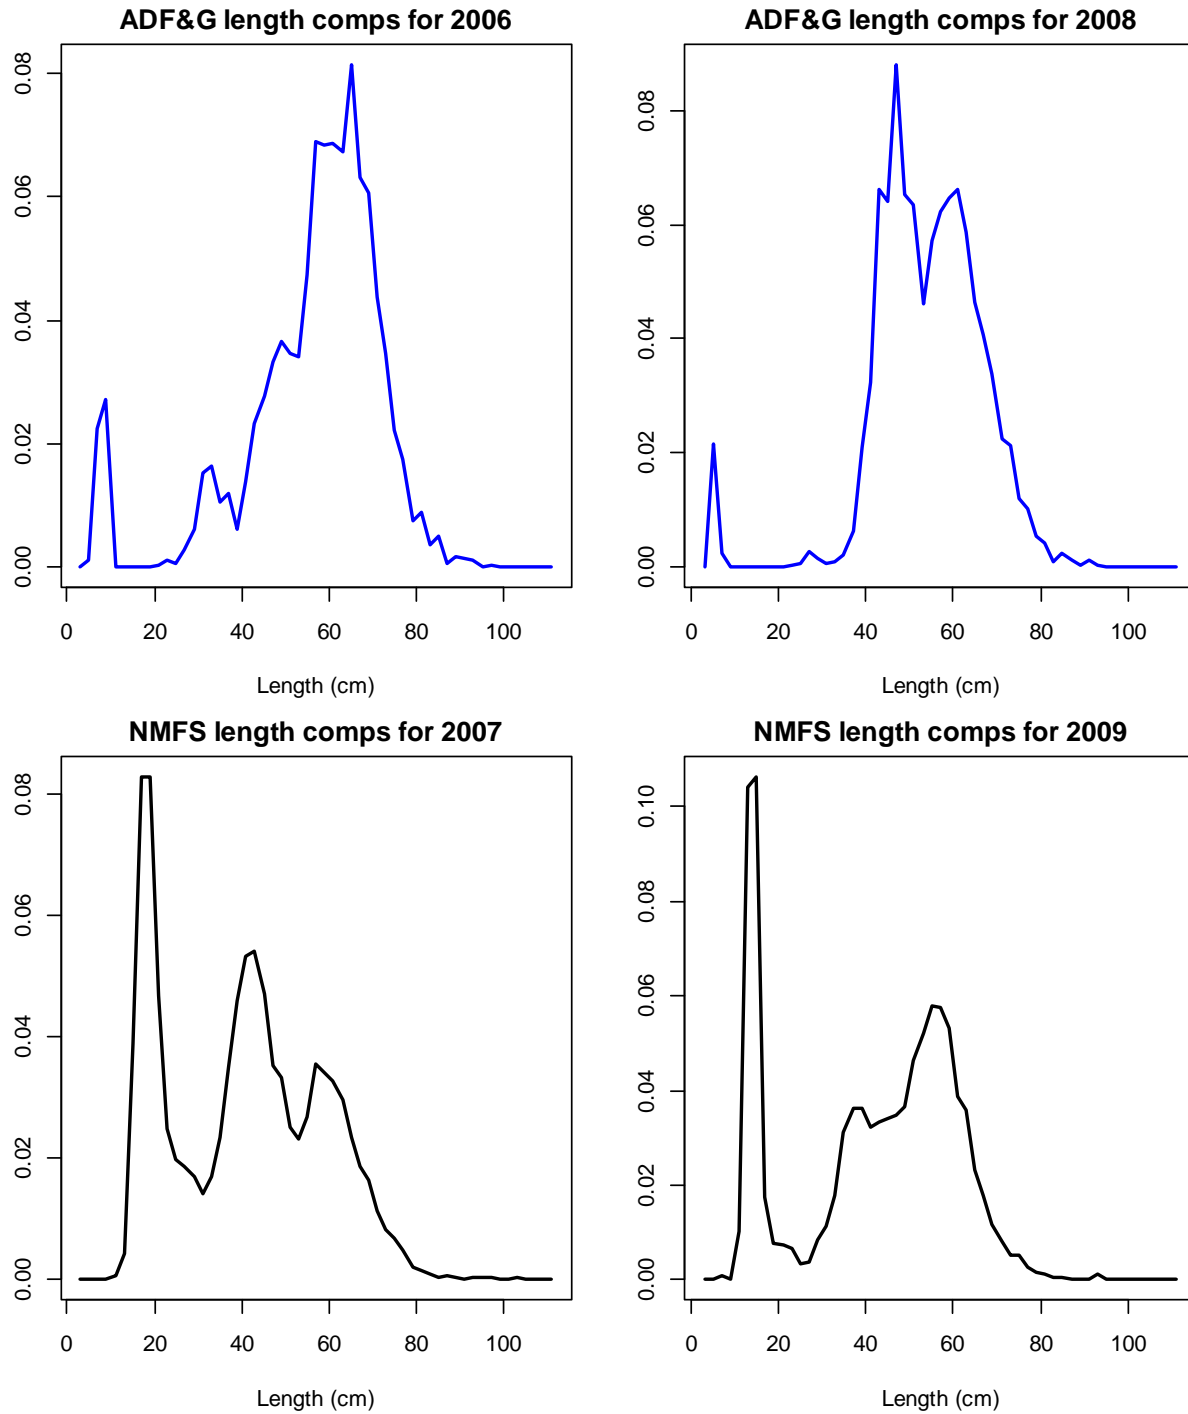 ADF&G length comps for 2006
0.08
0.06
0.04
0.02
0.00
0 20 40 60 80 100
Length (cm)
ADF&G length comps for 2008
0.08
0.06
0.04
0.02
0.00
0 20 40 60 80 100
Length (cm)
NMFS length comps for 2007
0.08
0.06
0.04
0.02
0.00
0 20 40 60 80 100
Length (cm)
NMFS length comps for 2009
0.10
0.08
0.06
0.04
0.02
0.00
0 20 40 60 80 100
Length (cm)